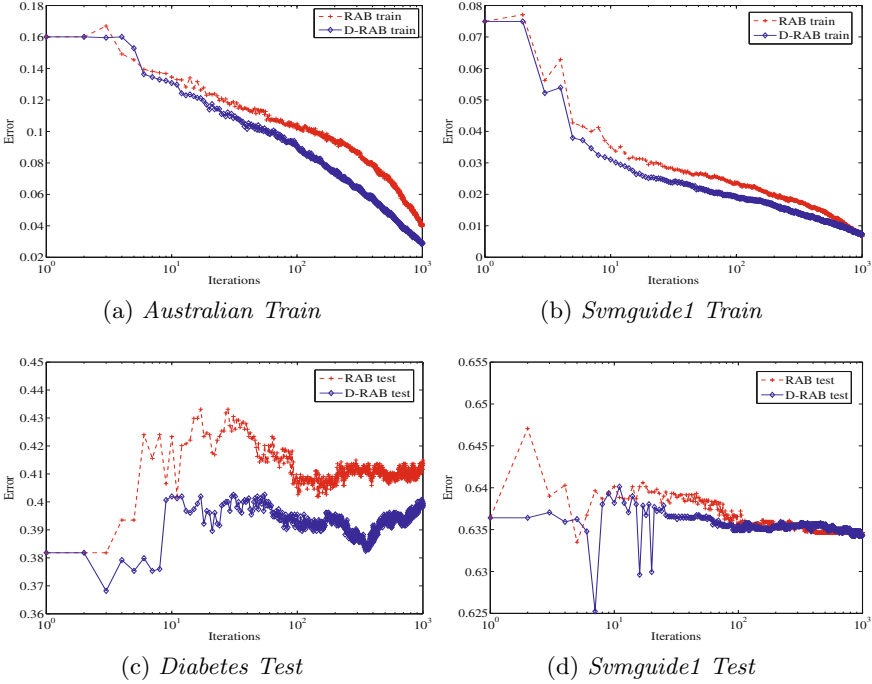 0.18
0.16
0.14
0.12
0.1
0.08
0.06
0.04
0.02
Error
RAB train
D-RAB train
10^0
10^1
10^2
10^3
Iterations
(a) Australian Train
0.08
0.07
0.06
0.05
0.04
0.03
0.02
0.01
0
Error
RAB train
D-RAB train
10^0
10^1
10^2
10^3
Iterations
(b) Svmguide1 Train
0.45
0.44
0.43
0.42
0.41
0.4
0.39
0.38
0.37
0.36
Error
RAB test
D-RAB test
10^0
10^1
10^2
10^3
Iterations
(c) Diabetes Test
0.655
0.65
0.645
0.64
0.635
0.63
0.625
Error
RAB test
D-RAB test
10^0
10^1
10^2
10^3
Iterations
(d) Svmguide1 Test